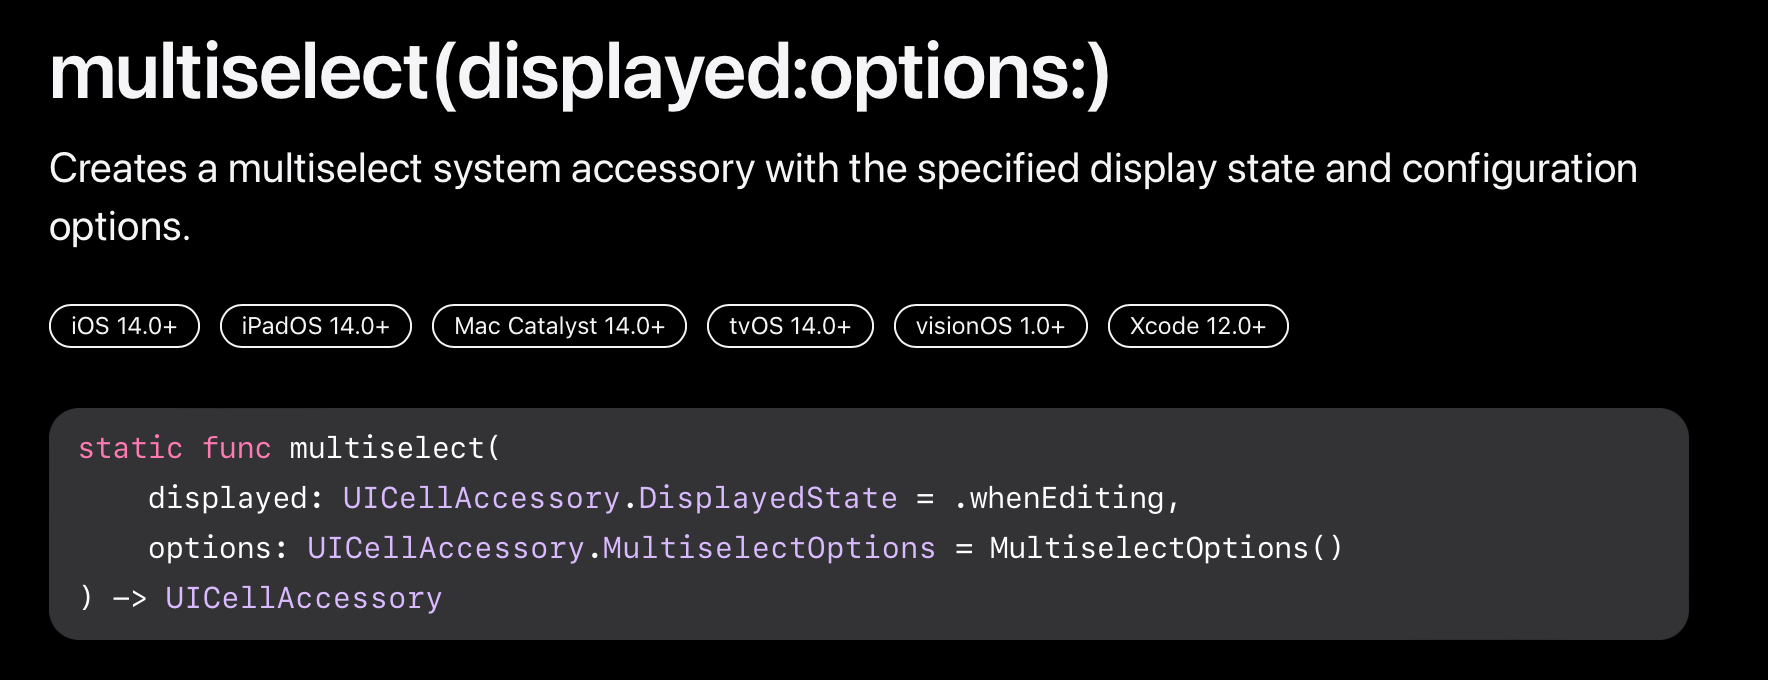 multiselect(displayed:options:)
Creates a multiselect system accessory with the specified display state and configuration
options.
iOS 14.0+ iPadOS 14.0+ Mac Catalyst 14.0+ tvOS 14.0+ visionOS 1.0+ Xcode 12.0+
static func multiselect(
    displayed: UICellAccessory.DisplayedState = .whenEditing,
    options: UICellAccessory.MultiselectOptions = MultiselectOptions()
) -> UICellAccessory